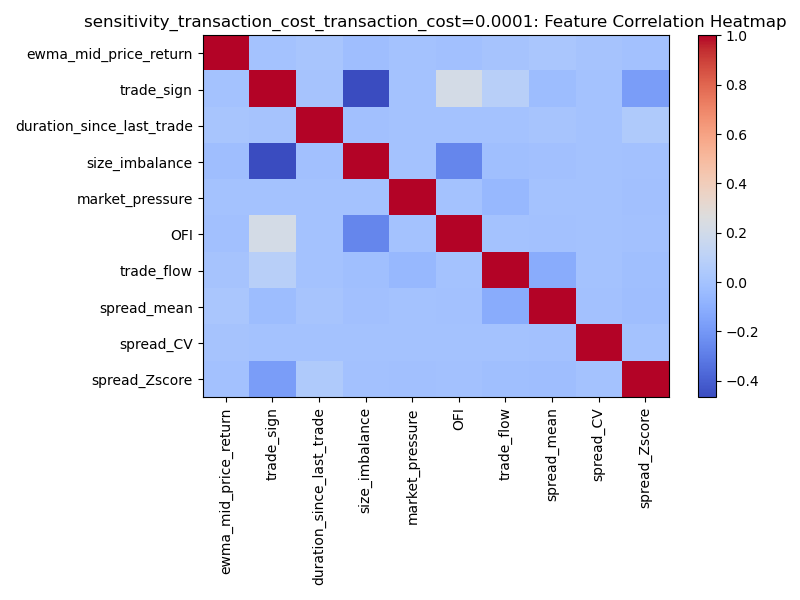 sensitivity_transaction_cost_transaction_cost=0.0001: Feature Correlation Heatmap
ewma_mid_price_return
trade_sign
duration_since_last_trade
size_imbalance
market_pressure
OFI
trade_flow
spread_mean
spread_CV
spread_Zscore
ewma_mid_price_return
trade_sign
duration_since_last_trade
size_imbalance
market_pressure
OFI
trade_flow
spread_mean
spread_CV
spread_Zscore
1.0
0.8
0.6
0.4
0.2
0.0
−0.2
−0.4